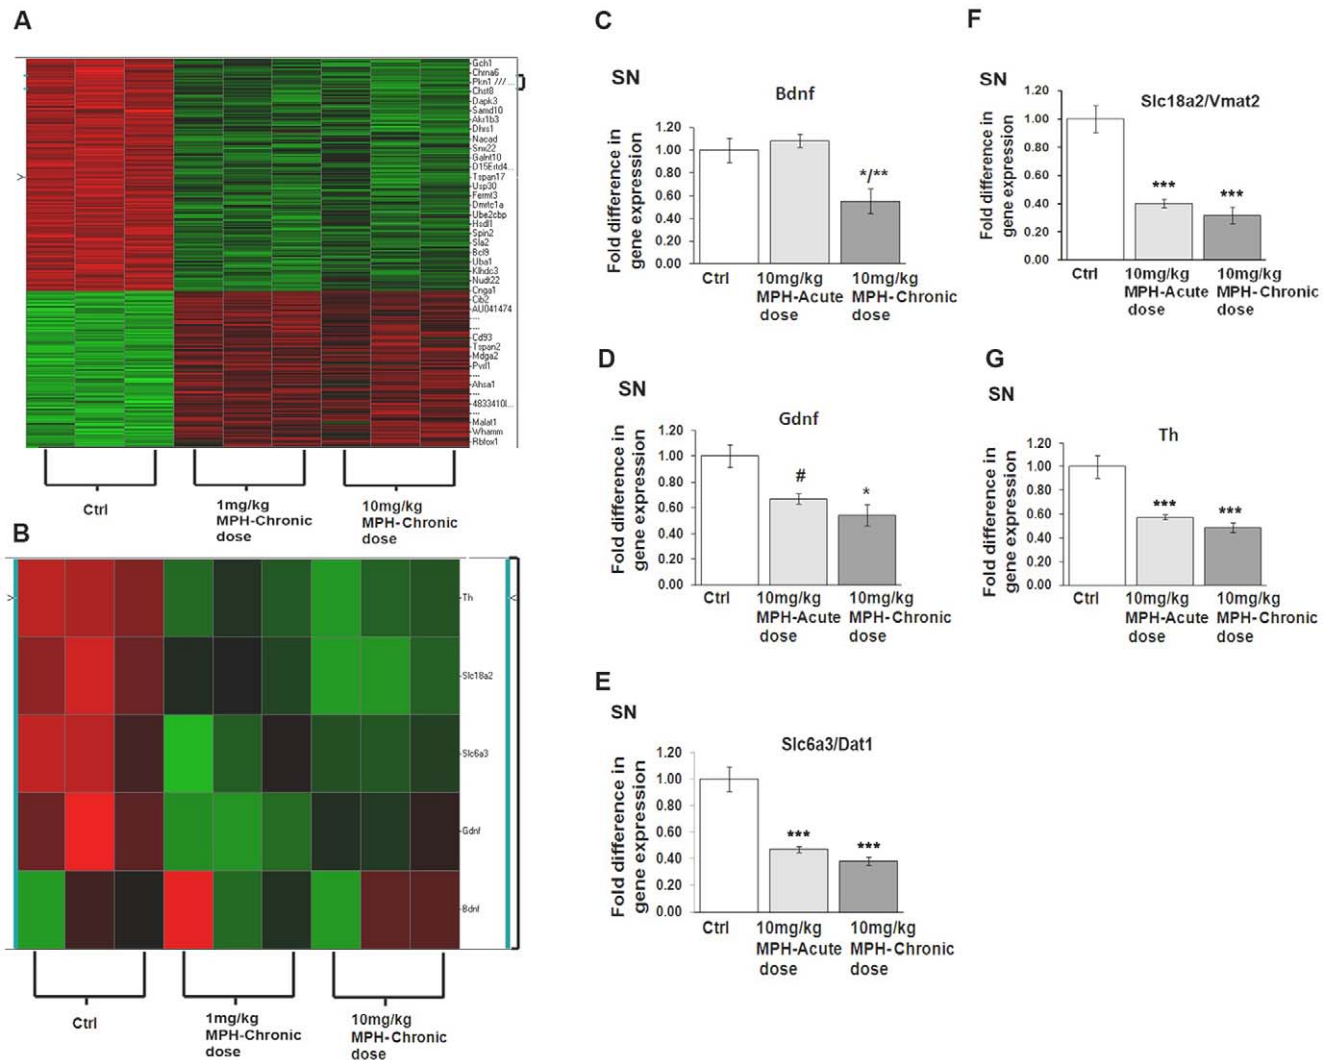 A
Gch1
Chrna6
Pkn1 ///...
Chst8
Dapk3
Samd10
Akr1b3
Dhrs1
Nacad
Snx22
Galnt10
D15Ertd4...
Tspan17
Usp30
Fermt3
Dmrtc1a
Ube2cbp
Hsdl1
Spin2
Sla2
Bcl9
Uba1
Klhdc3
Nudt22
Cnga1
Cib2
AU041474
....
....
Cd93
Tspan2
Mdga2
Pvrl1
....
Ahsa1
....
4833410I...
....
Malat1
Whamm
Rbfox1
Ctrl
1mg/kg
MPH-Chronic
dose
10mg/kg
MPH-Chronic
dose
B
Th
Slc18a2
Slc6a3
Gdnf
Bdnf
Ctrl
1mg/kg
MPH-Chronic
dose
10mg/kg
MPH-Chronic
dose
C
SN
Bdnf
Fold difference in
gene expression
1.20
1.00
0.80
0.60
0.40
0.20
0.00
*/**
Ctrl
10mg/kg
MPH-Acute
dose
10mg/kg
MPH-Chronic
dose
D
SN
Gdnf
Fold difference in
gene expression
1.20
1.00
0.80
0.60
0.40
0.20
0.00
#
*
Ctrl
10mg/kg
MPH-Acute
dose
10mg/kg
MPH-Chronic
dose
E
SN
Slc6a3/Dat1
Fold difference in
gene expression
1.20
1.00
0.80
0.60
0.40
0.20
0.00
***
***
Ctrl
10mg/kg
MPH-Acute
dose
10mg/kg
MPH-Chronic
dose
F
SN
Slc18a2/Vmat2
Fold difference in
gene expression
1.20
1.00
0.80
0.60
0.40
0.20
0.00
***
***
Ctrl
10mg/kg
MPH-Acute
dose
10mg/kg
MPH-Chronic
dose
G
SN
Th
Fold difference in
gene expression
1.20
1.00
0.80
0.60
0.40
0.20
0.00
***
***
Ctrl
10mg/kg
MPH-Acute
dose
10mg/kg
MPH-Chronic
dose